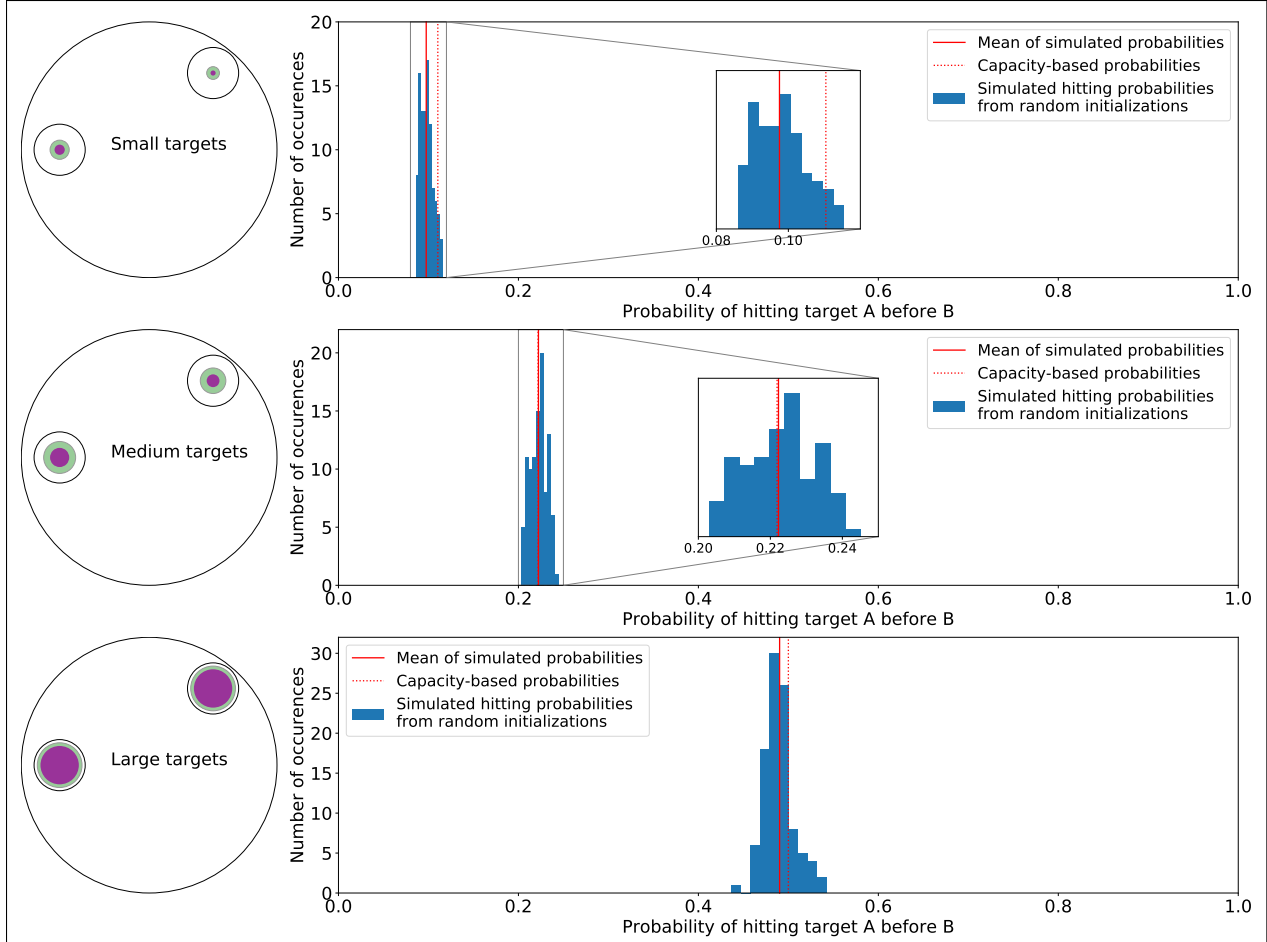 Small targets
Number of occurences
20
15
10
5
0
0.0 0.2 0.4 0.6 0.8 1.0
Probability of hitting target A before B
Mean of simulated probabilities
Capacity-based probabilities
Simulated hitting probabilities
from random initializations
0.08 0.10
Medium targets
Number of occurences
20
15
10
5
0
0.0 0.2 0.4 0.6 0.8 1.0
Probability of hitting target A before B
Mean of simulated probabilities
Capacity-based probabilities
Simulated hitting probabilities
from random initializations
0.20 0.22 0.24
Large targets
Number of occurences
30
25
20
15
10
5
0
0.0 0.2 0.4 0.6 0.8 1.0
Probability of hitting target A before B
Mean of simulated probabilities
Capacity-based probabilities
Simulated hitting probabilities
from random initializations